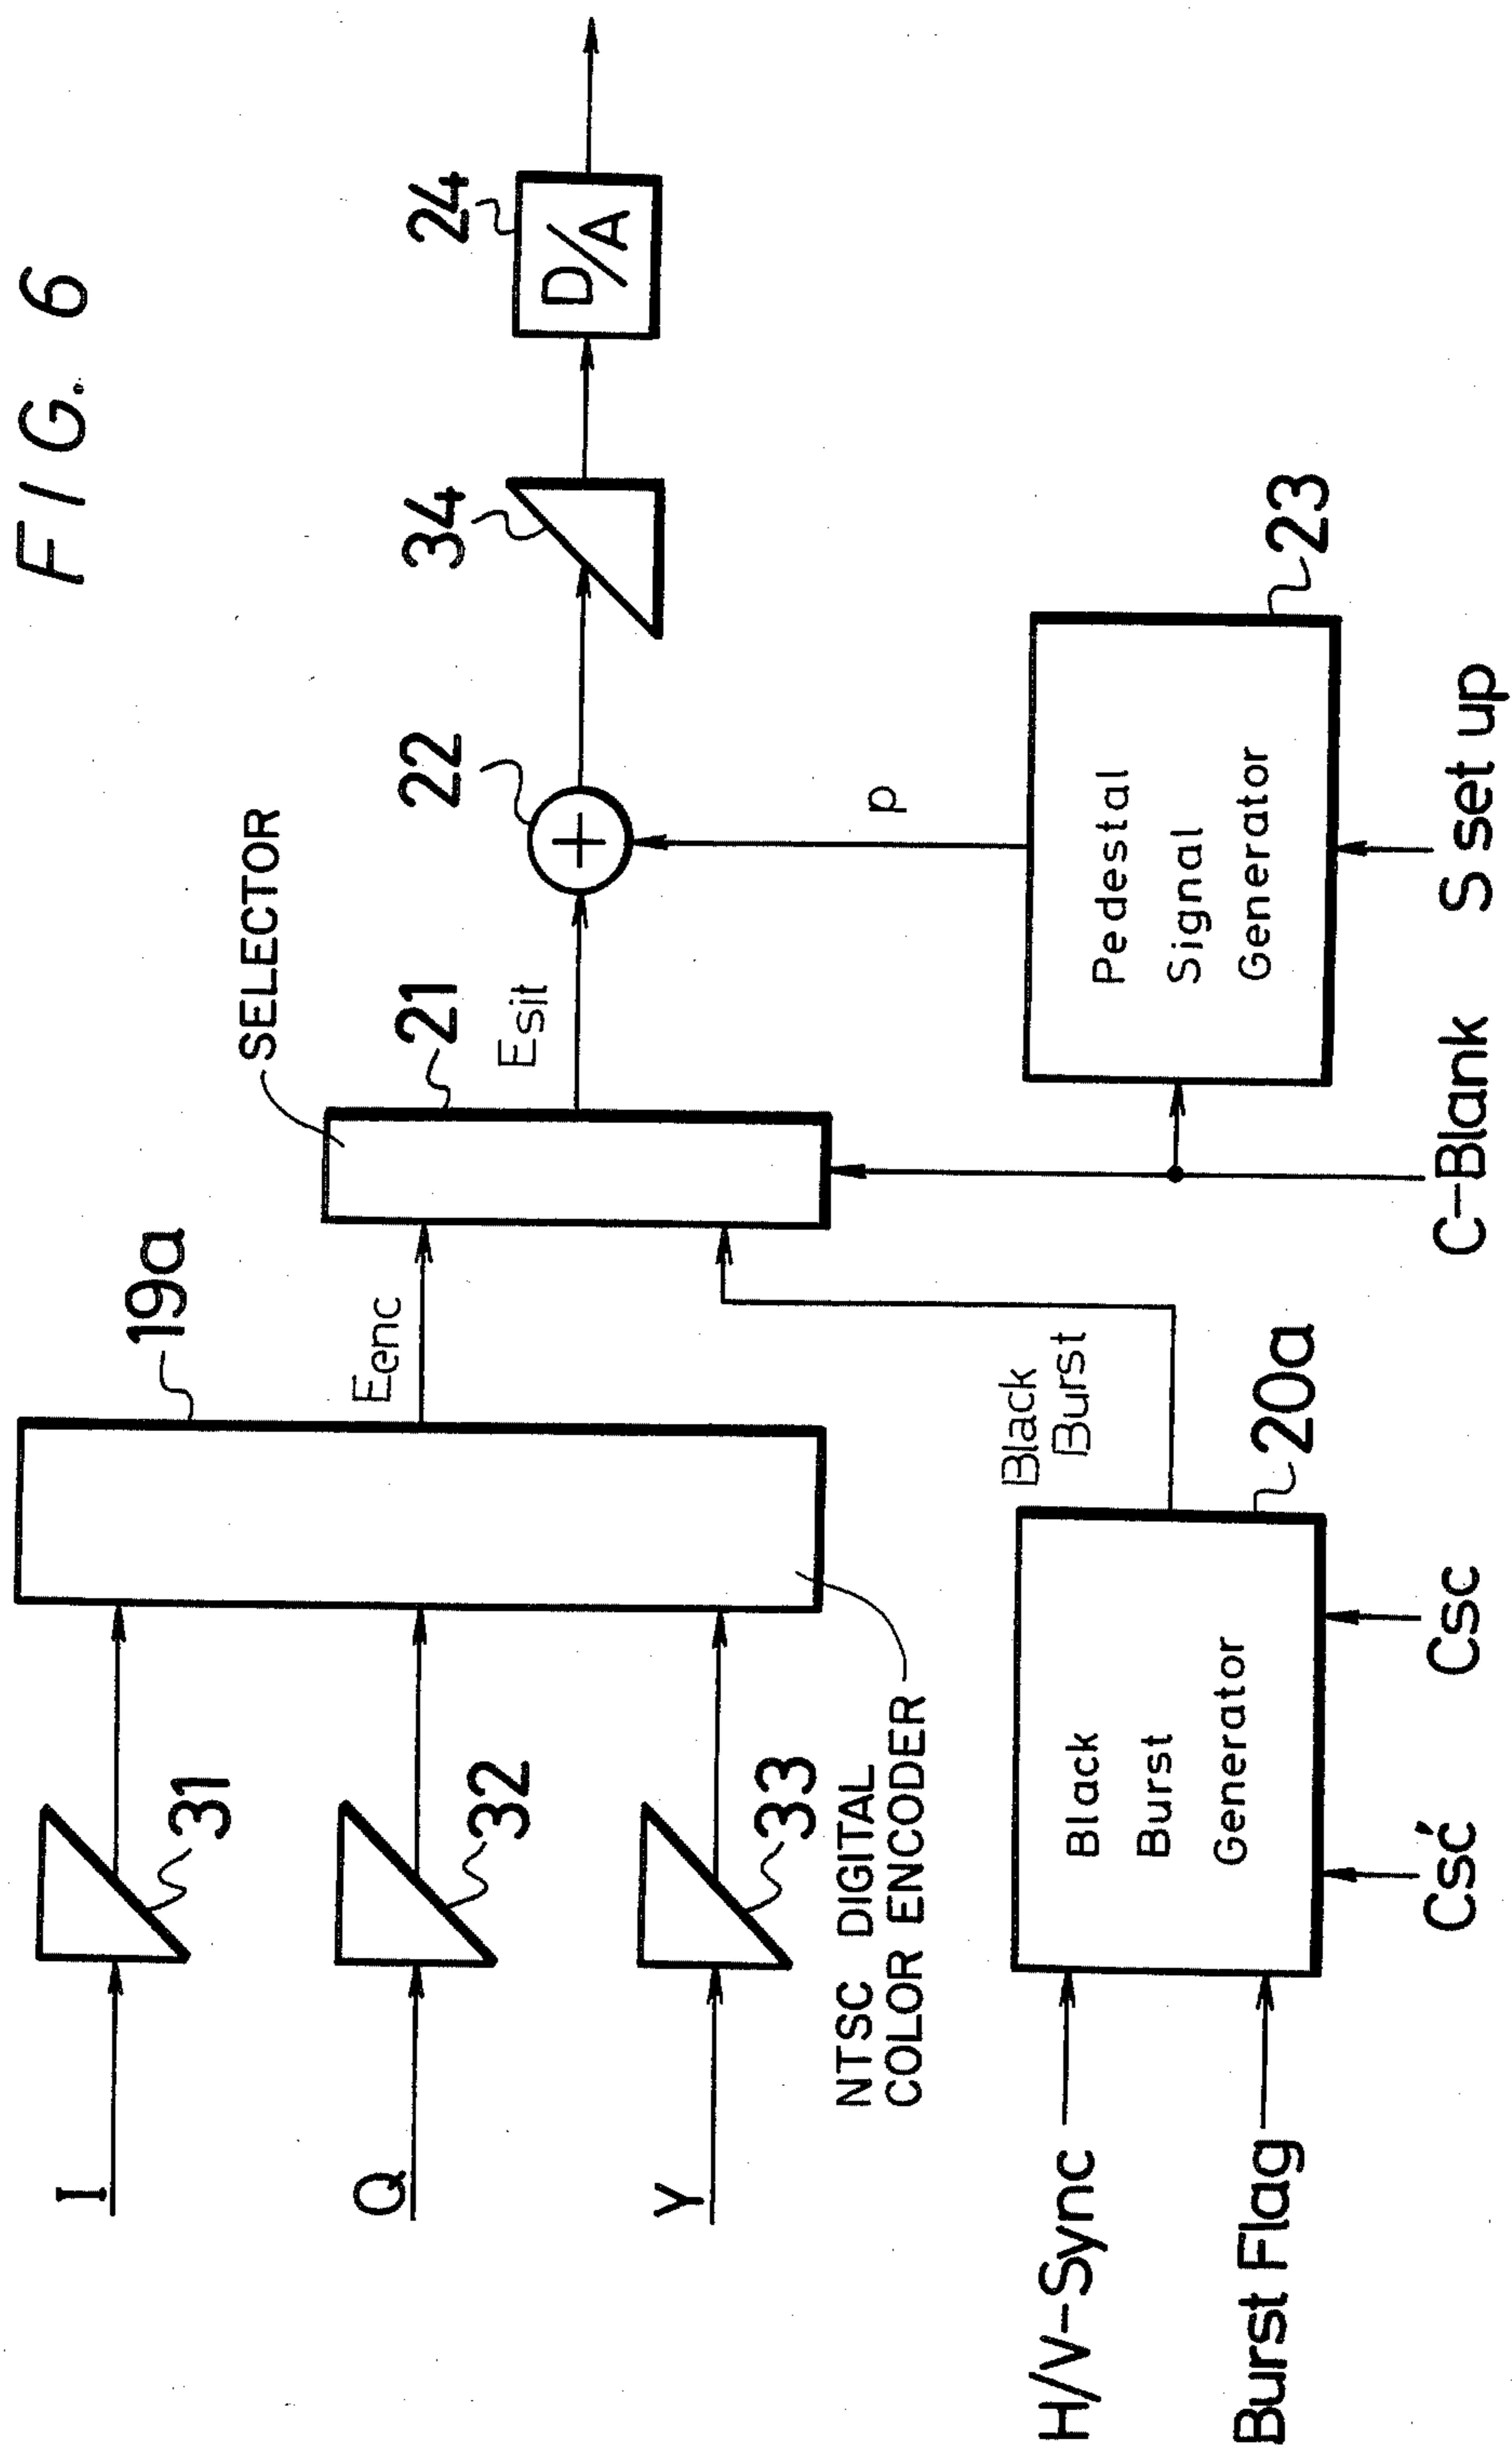 FIG. 6
I
31
Q
32
Y
33
NTSC DIGITAL
COLOR ENCODER
19a
Eenc
SELECTOR
21
Esit
22
34
24
D/A
H/V-Sync
Burst Flag
Black
Burst
Generator
20a
Black
Burst
Csc'
Csc
C-Blank
S set up
Pedestal
Signal
Generator
23
p